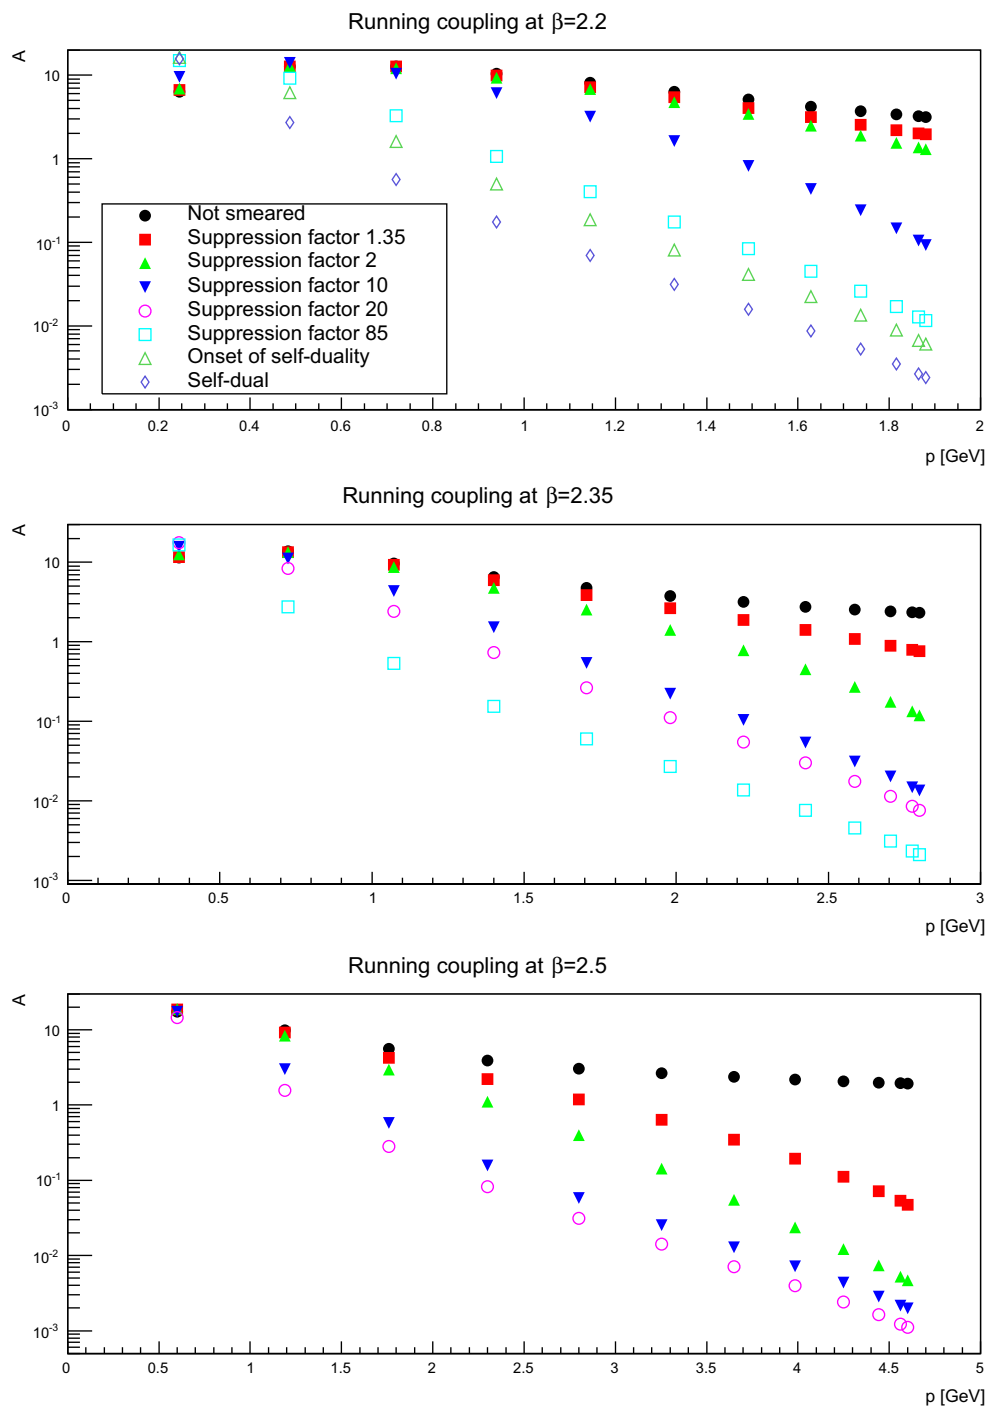 Running coupling at β=2.2
A
10
1
10-1
10-2
10-3
Not smeared
Suppression factor 1.35
Suppression factor 2
Suppression factor 10
Suppression factor 20
Suppression factor 85
Onset of self-duality
Self-dual
0 0.2 0.4 0.6 0.8 1 1.2 1.4 1.6 1.8 2
p [GeV]
Running coupling at β=2.35
A
10
1
10-1
10-2
10-3
0 0.5 1 1.5 2 2.5 3
p [GeV]
Running coupling at β=2.5
A
10
1
10-1
10-2
10-3
0 0.5 1 1.5 2 2.5 3 3.5 4 4.5 5
p [GeV]